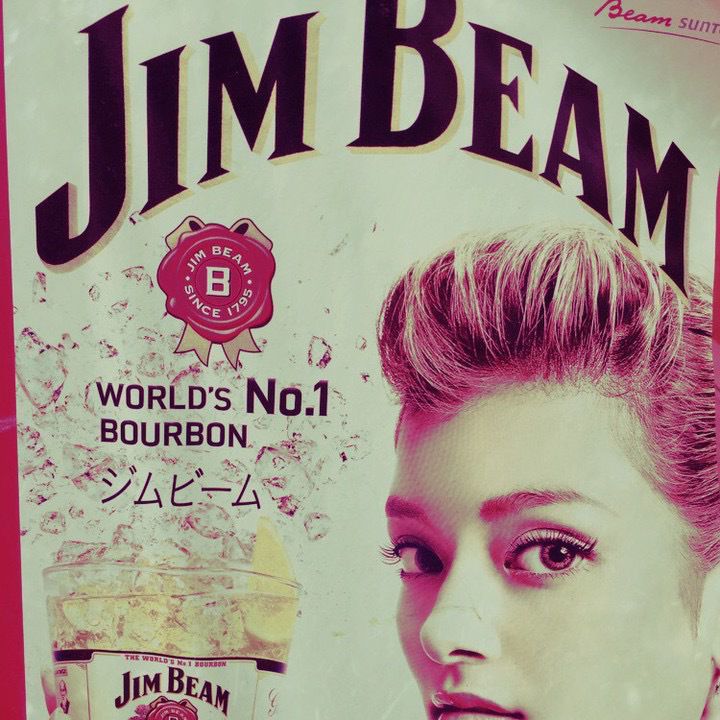 Beam
JIM BEAM
JIM BEAM
B
SINCE 1795
WORLD'S No.1
BOURBON
ジムビーム
THE WORLD'S No 1 BOURBON
JIM BEAM
B